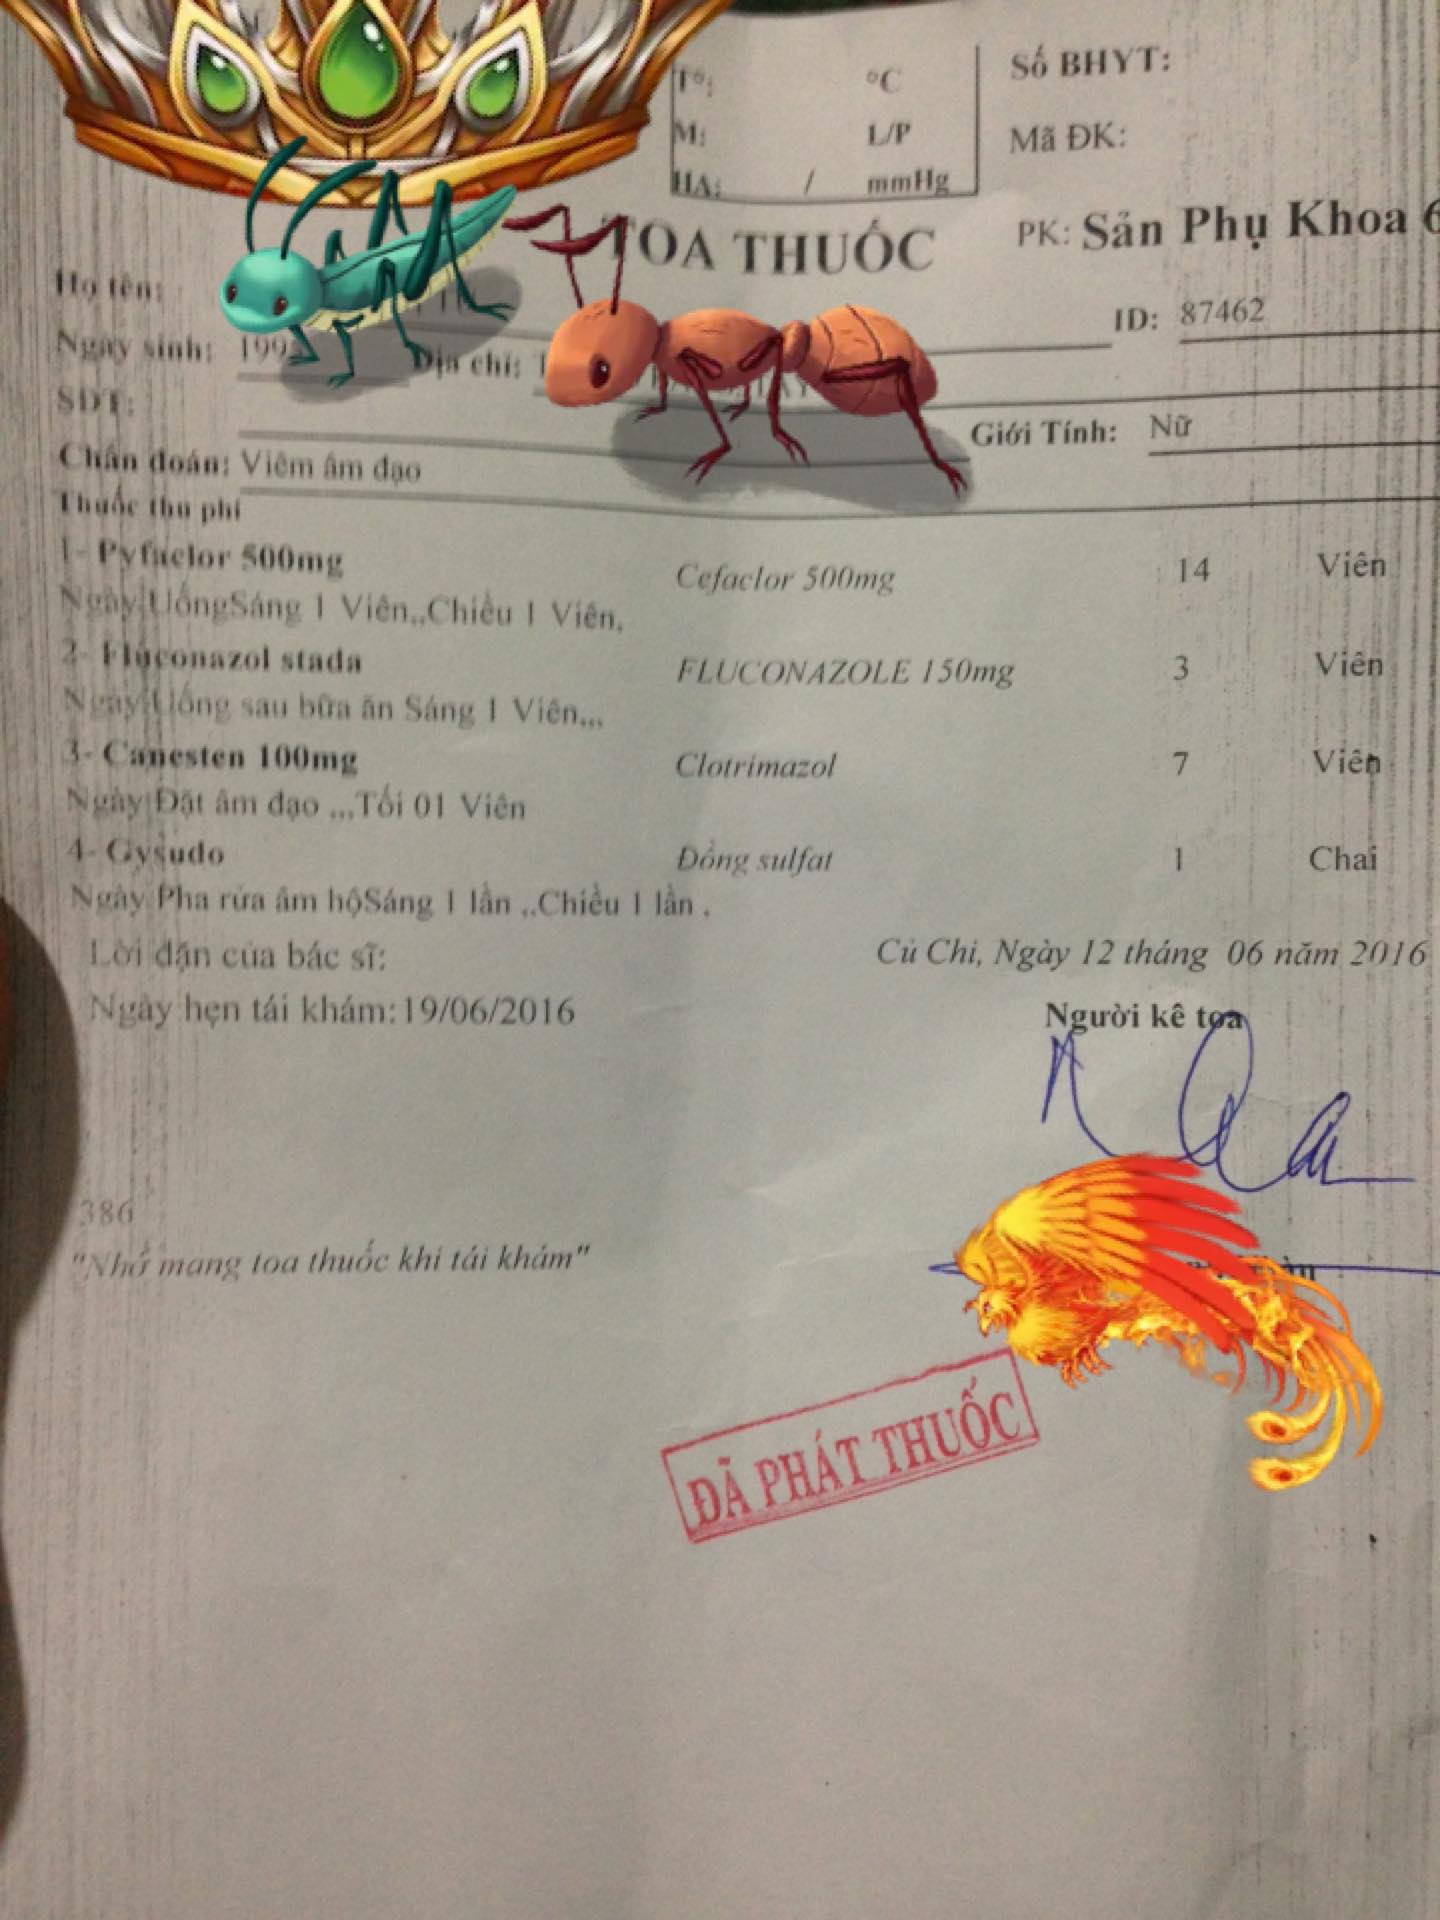 T°: °C
M: L/P
HA: / mmHg
Số BHYT:
Mã ĐK:
TOA THUỐC
PK: Sản Phụ Khoa 6
Họ tên:
ID: 87462
Ngày sinh: 199 Địa chỉ:
SDT:
Giới Tính: Nữ
Chẩn đoán: Viêm âm đạo
Thuốc thu phí
1- Pyfaclor 500mg Cefaclor 500mg 14 Viên
Ngày UốngSáng 1 Viên,,Chiều 1 Viên,
2- Fluconazol stada FLUCONAZOLE 150mg 3 Viên
Ngày Uống sau bữa ăn Sáng 1 Viên,,,
3- Canesten 100mg Clotrimazol 7 Viên
Ngày Đặt âm đạo ,,,Tối 01 Viên
4- Gysudo Đồng sulfat 1 Chai
Ngày Pha rửa âm hộSáng 1 lần ,,Chiều 1 lần ,
Lời dặn của bác sĩ:
Củ Chi, Ngày 12 tháng 06 năm 2016
Ngày hẹn tái khám:19/06/2016
Người kê toa
386
"Nhớ mang toa thuốc khi tái khám"
ĐÃ PHÁT THUỐC